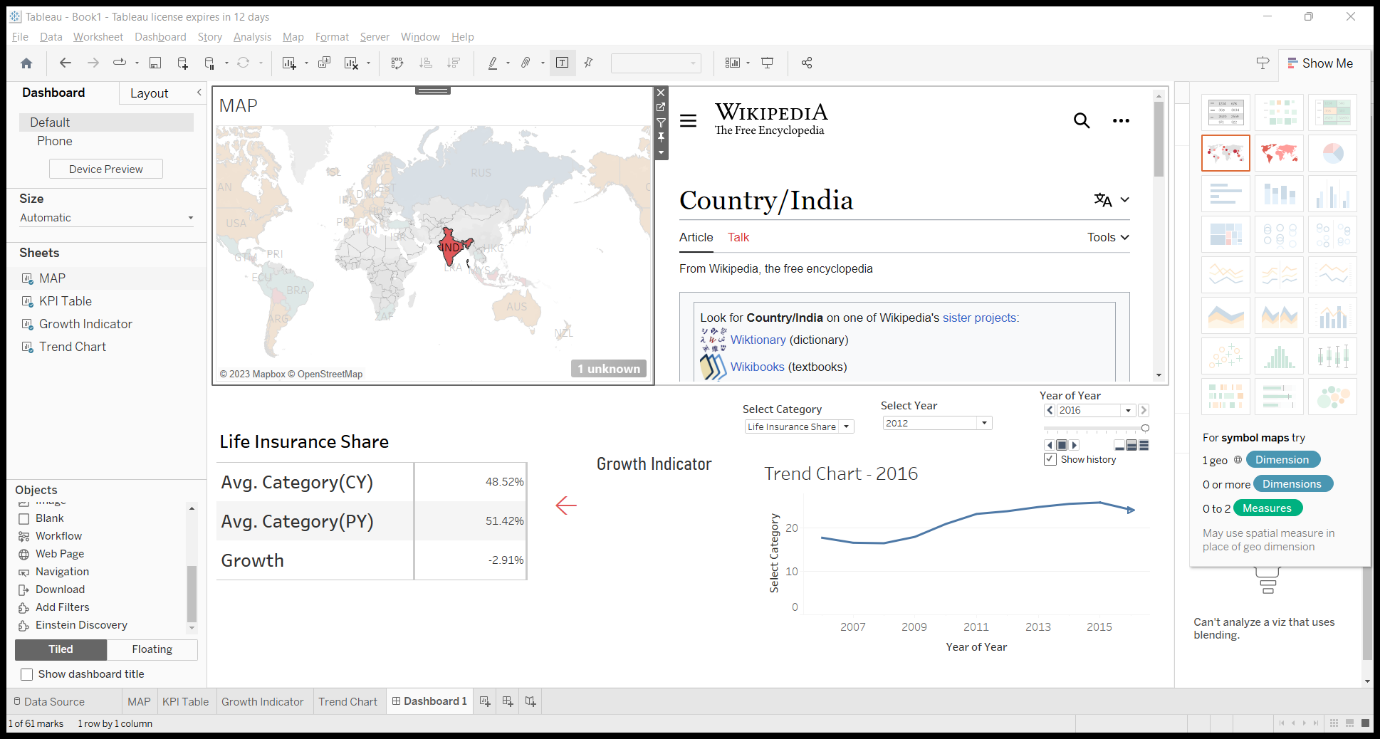 Tableau - Book1 - Tableau license expires in 12 days
File Data Worksheet Dashboard Story Analysis Map Format Server Window Help
Show Me
Dashboard Layout
Default
Phone
Device Preview
Size
Automatic
Sheets
MAP
KPI Table
Growth Indicator
Trend Chart
Objects
Image
Blank
Workflow
Web Page
Navigation
Download
Add Filters
Einstein Discovery
Tiled Floating
Show dashboard title
MAP
RUS
USA
PRI
BRA
ARG
IND
AUS
NZL
© 2023 Mapbox © OpenStreetMap
1 unknown
WIKIPEDIA
The Free Encyclopedia
Country/India
Article Talk Tools
From Wikipedia, the free encyclopedia
Look for Country/India on one of Wikipedia's sister projects:
Wiktionary (dictionary)
Wikibooks (textbooks)
Select Category
Life Insurance Share
Select Year
2012
Year of Year
2016
Show history
Life Insurance Share
Avg. Category(CY) 48.52%
Avg. Category(PY) 51.42%
Growth -2.91%
Growth Indicator
Trend Chart - 2016
Select Category
20
10
0
2007 2009 2011 2013 2015
Year of Year
For symbol maps try
1 geo Dimension
0 or more Dimensions
0 to 2 Measures
May use spatial measure in
place of geo dimension
Can't analyze a viz that uses
blending.
Data Source MAP KPI Table Growth Indicator Trend Chart Dashboard 1
1 of 61 marks 1 row by 1 column